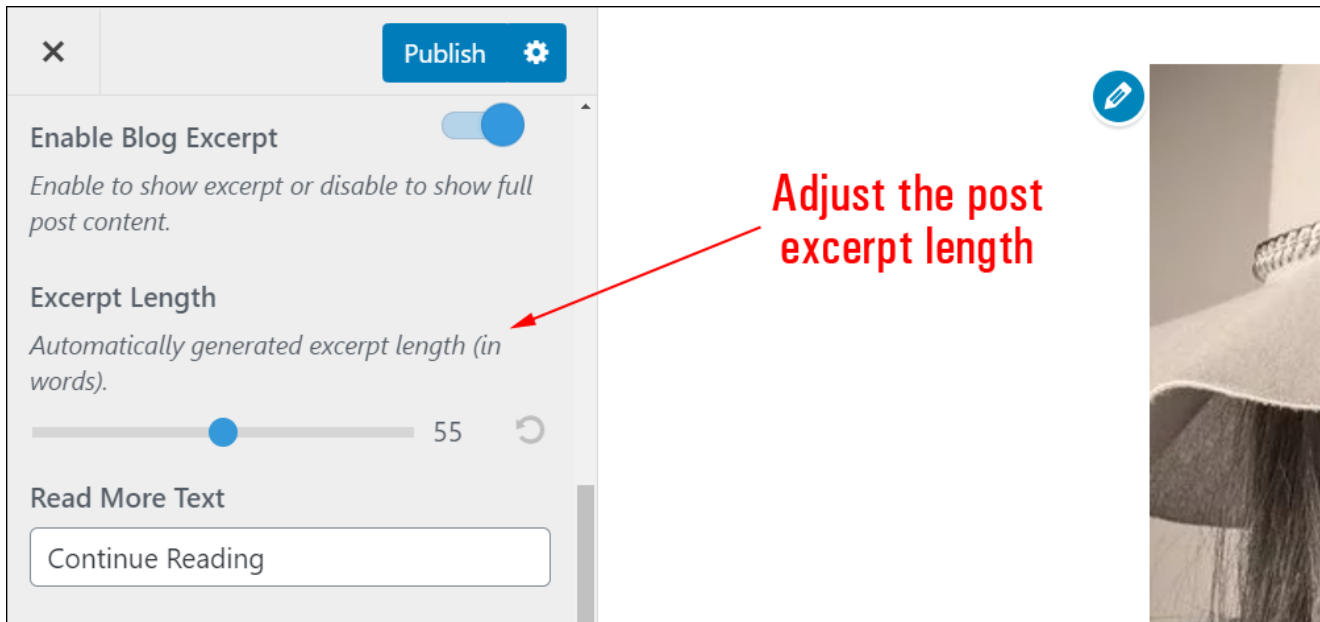 Publish
Enable Blog Excerpt
Enable to show excerpt or disable to show full
post content.
Excerpt Length
Automatically generated excerpt length (in
words).
55
Read More Text
Continue Reading
Adjust the post
excerpt length